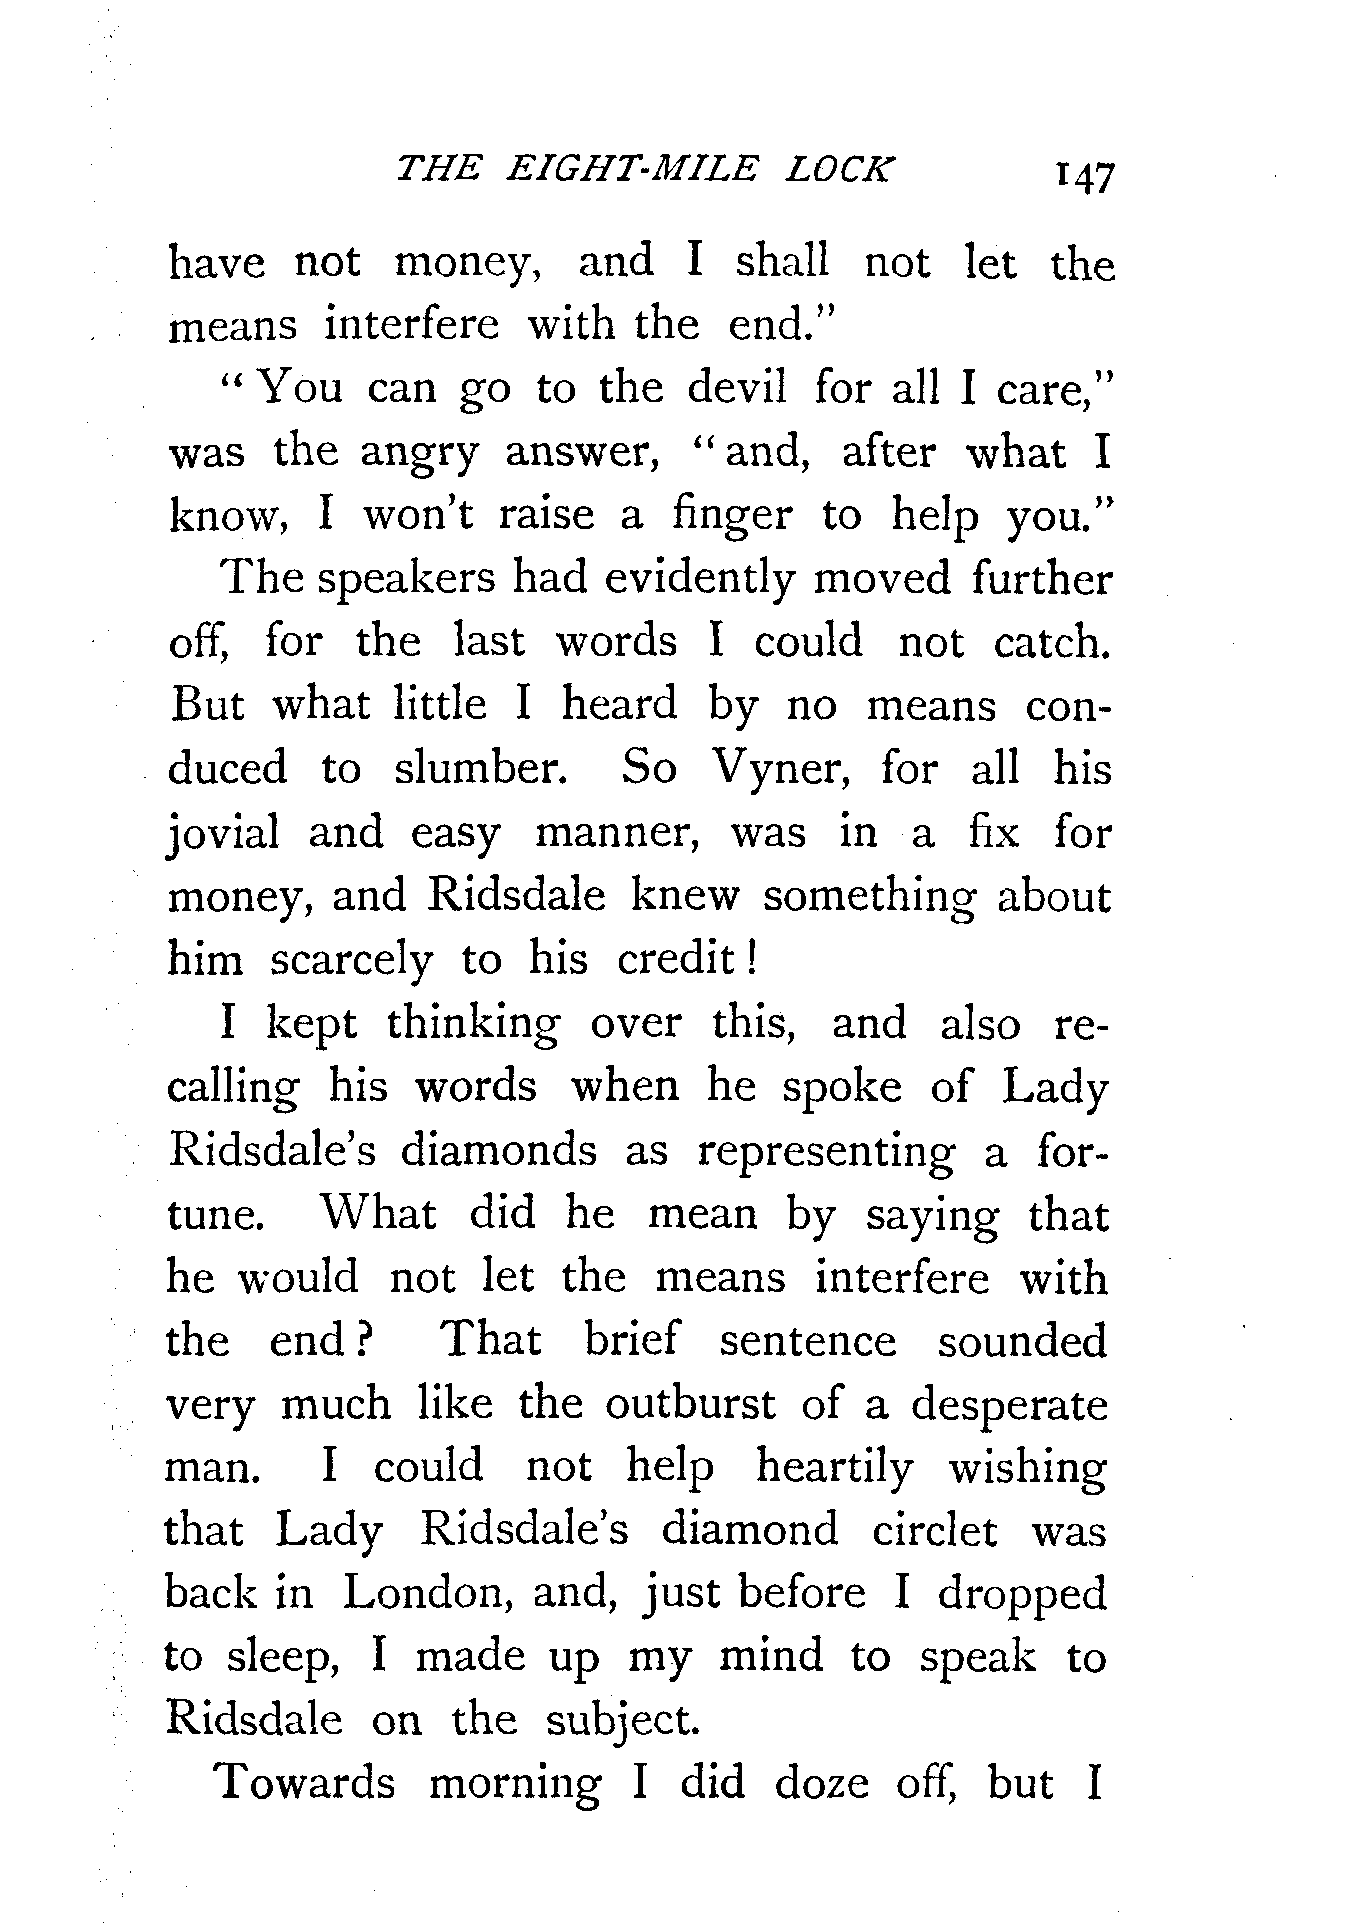 THE EIGHT-MILE LOCK 147
have not money, and I shall not let the
means interfere with the end."
"You can go to the devil for all I care,"
was the angry answer, "and, after what I
know, I won't raise a finger to help you."
The speakers had evidently moved further
off, for the last words I could not catch.
But what little I heard by no means con-
duced to slumber. So Vyner, for all his
jovial and easy manner, was in a fix for
money, and Ridsdale knew something about
him scarcely to his credit!
I kept thinking over this, and also re-
calling his words when he spoke of Lady
Ridsdale's diamonds as representing a for-
tune. What did he mean by saying that
he would not let the means interfere with
the end? That brief sentence sounded
very much like the outburst of a desperate
man. I could not help heartily wishing
that Lady Ridsdale's diamond circlet was
back in London, and, just before I dropped
to sleep, I made up my mind to speak to
Ridsdale on the subject.
Towards morning I did doze off, but I